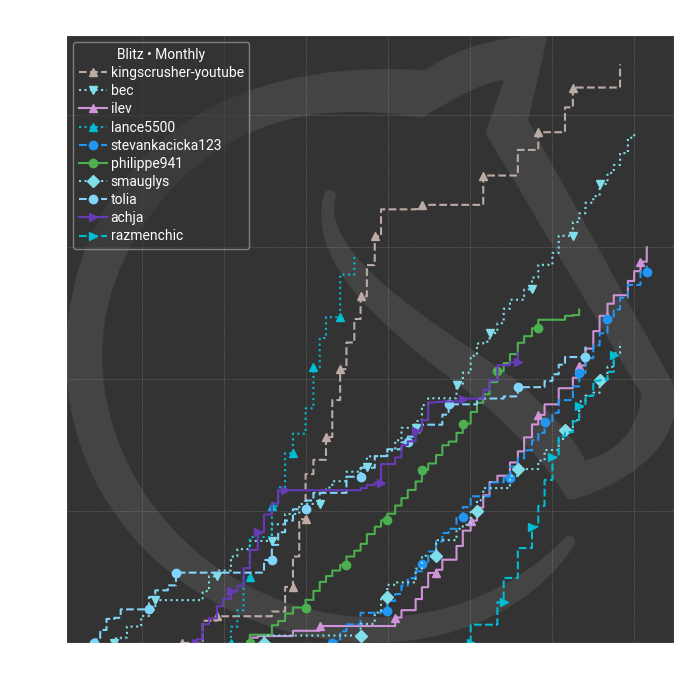 Blitz • Monthly
kingscrusher-youtube
bec
ilev
lance5500
stevankacicka123
philippe941
smauglys
tolia
achja
razmenchic